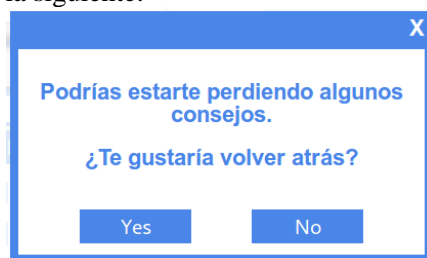 la siguiente:
X
Podrías estarte perdiendo algunos
consejos.
¿Te gustaría volver atrás?
Yes
No